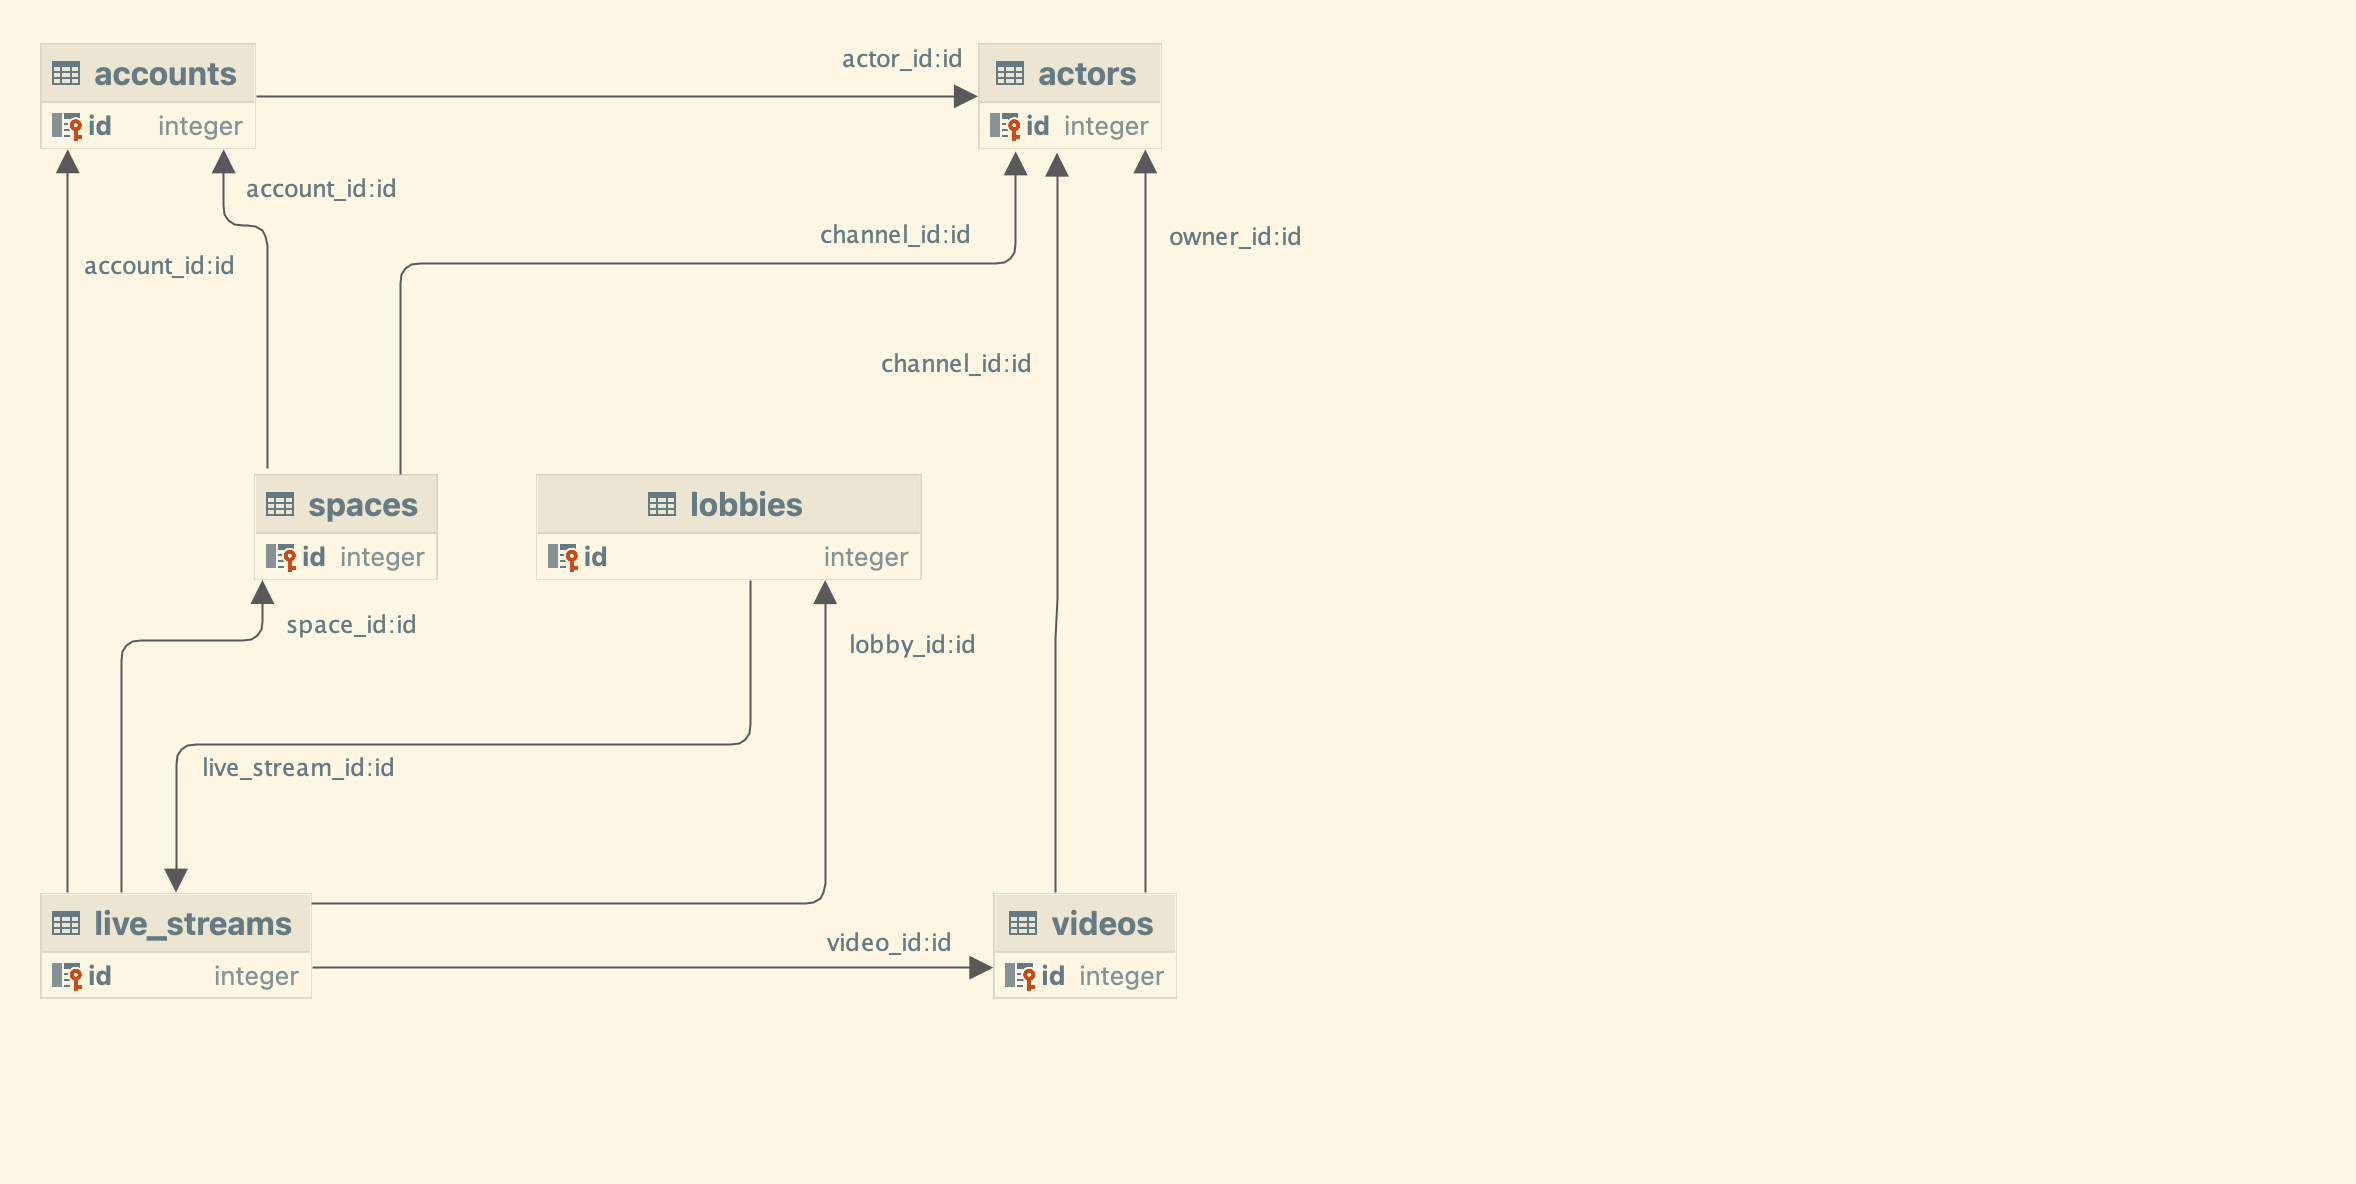 accounts
id integer
actor_id:id
actors
id integer
account_id:id
account_id:id
channel_id:id
owner_id:id
channel_id:id
spaces
id integer
lobbies
id integer
space_id:id
lobby_id:id
live_stream_id:id
live_streams
id integer
video_id:id
videos
id integer